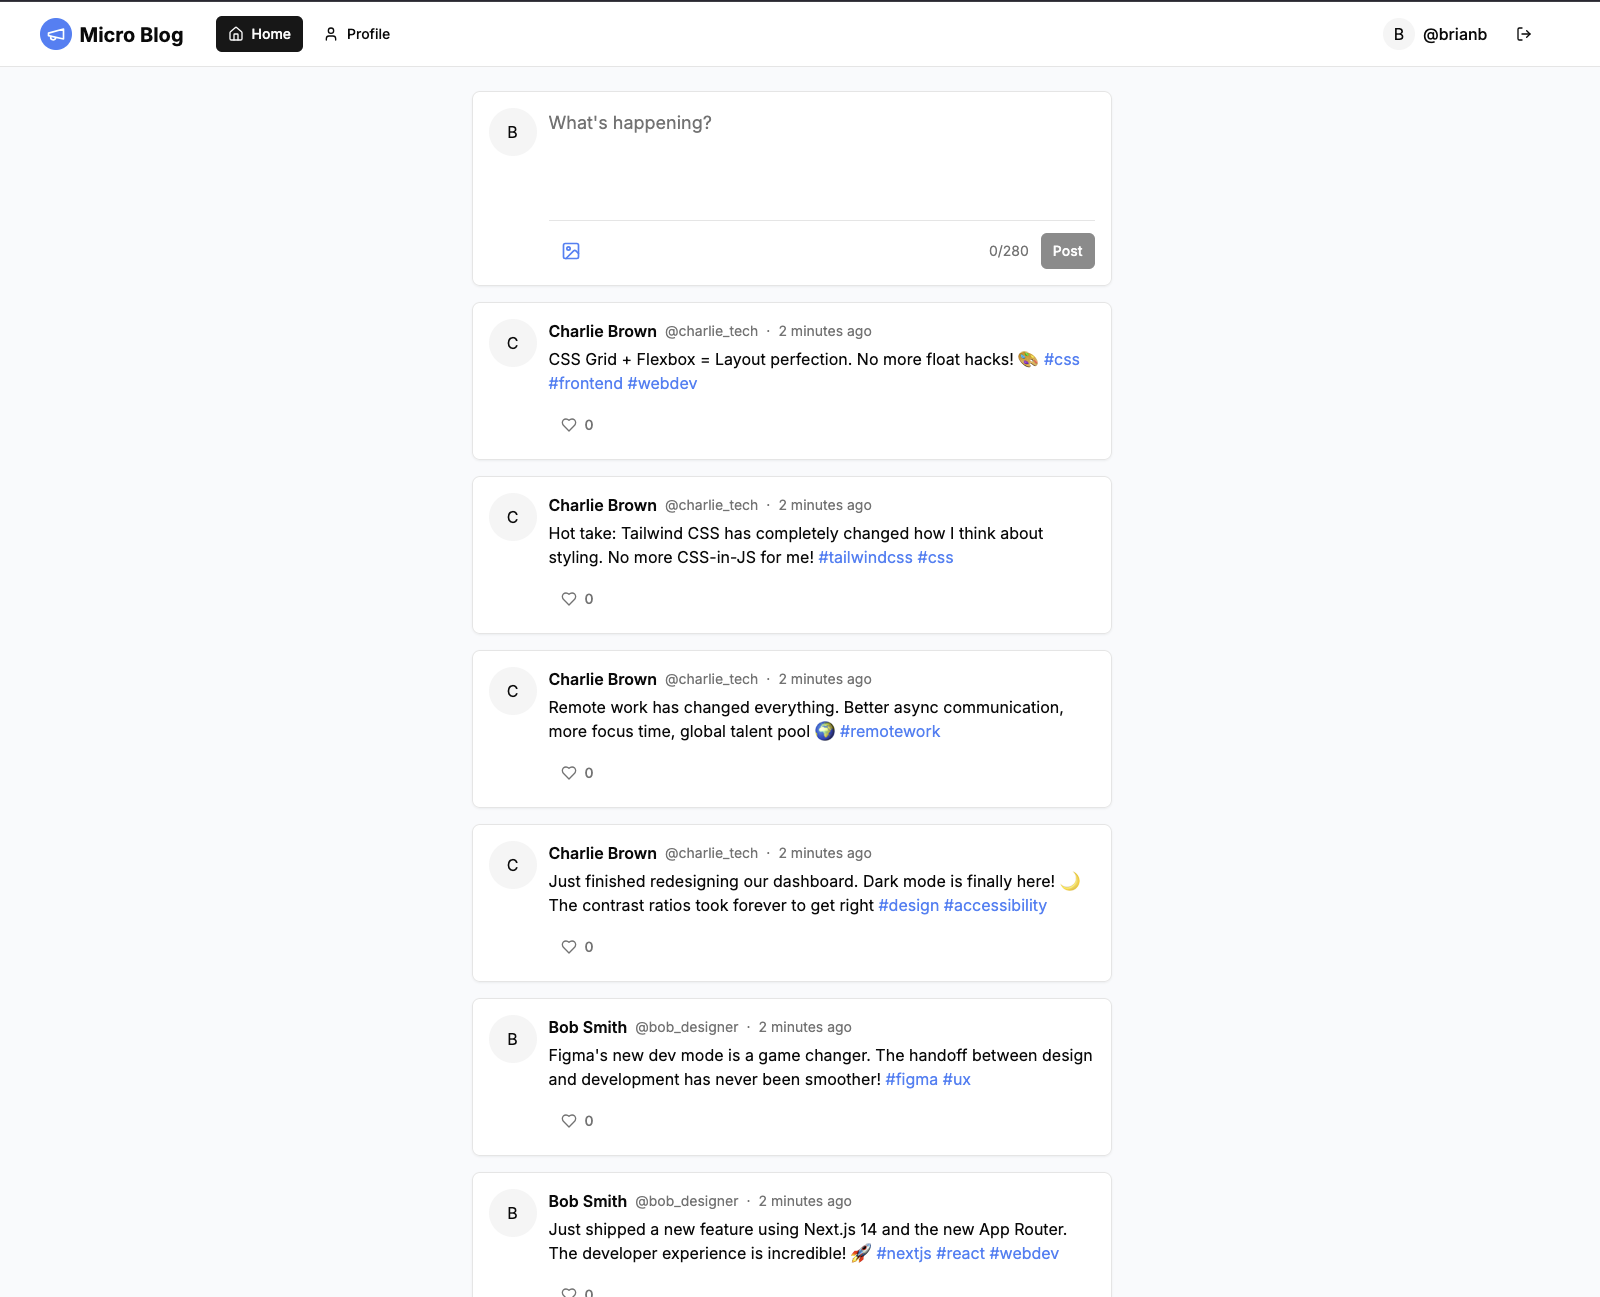 Micro Blog
Home
Profile
B
@brianb
B
What's happening?
0/280
Post
C
Charlie Brown @charlie_tech · 2 minutes ago
CSS Grid + Flexbox = Layout perfection. No more float hacks! 🎨 #css
#frontend #webdev
0
C
Charlie Brown @charlie_tech · 2 minutes ago
Hot take: Tailwind CSS has completely changed how I think about
styling. No more CSS-in-JS for me! #tailwindcss #css
0
C
Charlie Brown @charlie_tech · 2 minutes ago
Remote work has changed everything. Better async communication,
more focus time, global talent pool 🌍 #remotework
0
C
Charlie Brown @charlie_tech · 2 minutes ago
Just finished redesigning our dashboard. Dark mode is finally here! 🌙
The contrast ratios took forever to get right #design #accessibility
0
B
Bob Smith @bob_designer · 2 minutes ago
Figma's new dev mode is a game changer. The handoff between design
and development has never been smoother! #figma #ux
0
B
Bob Smith @bob_designer · 2 minutes ago
Just shipped a new feature using Next.js 14 and the new App Router.
The developer experience is incredible! 🚀 #nextjs #react #webdev
0